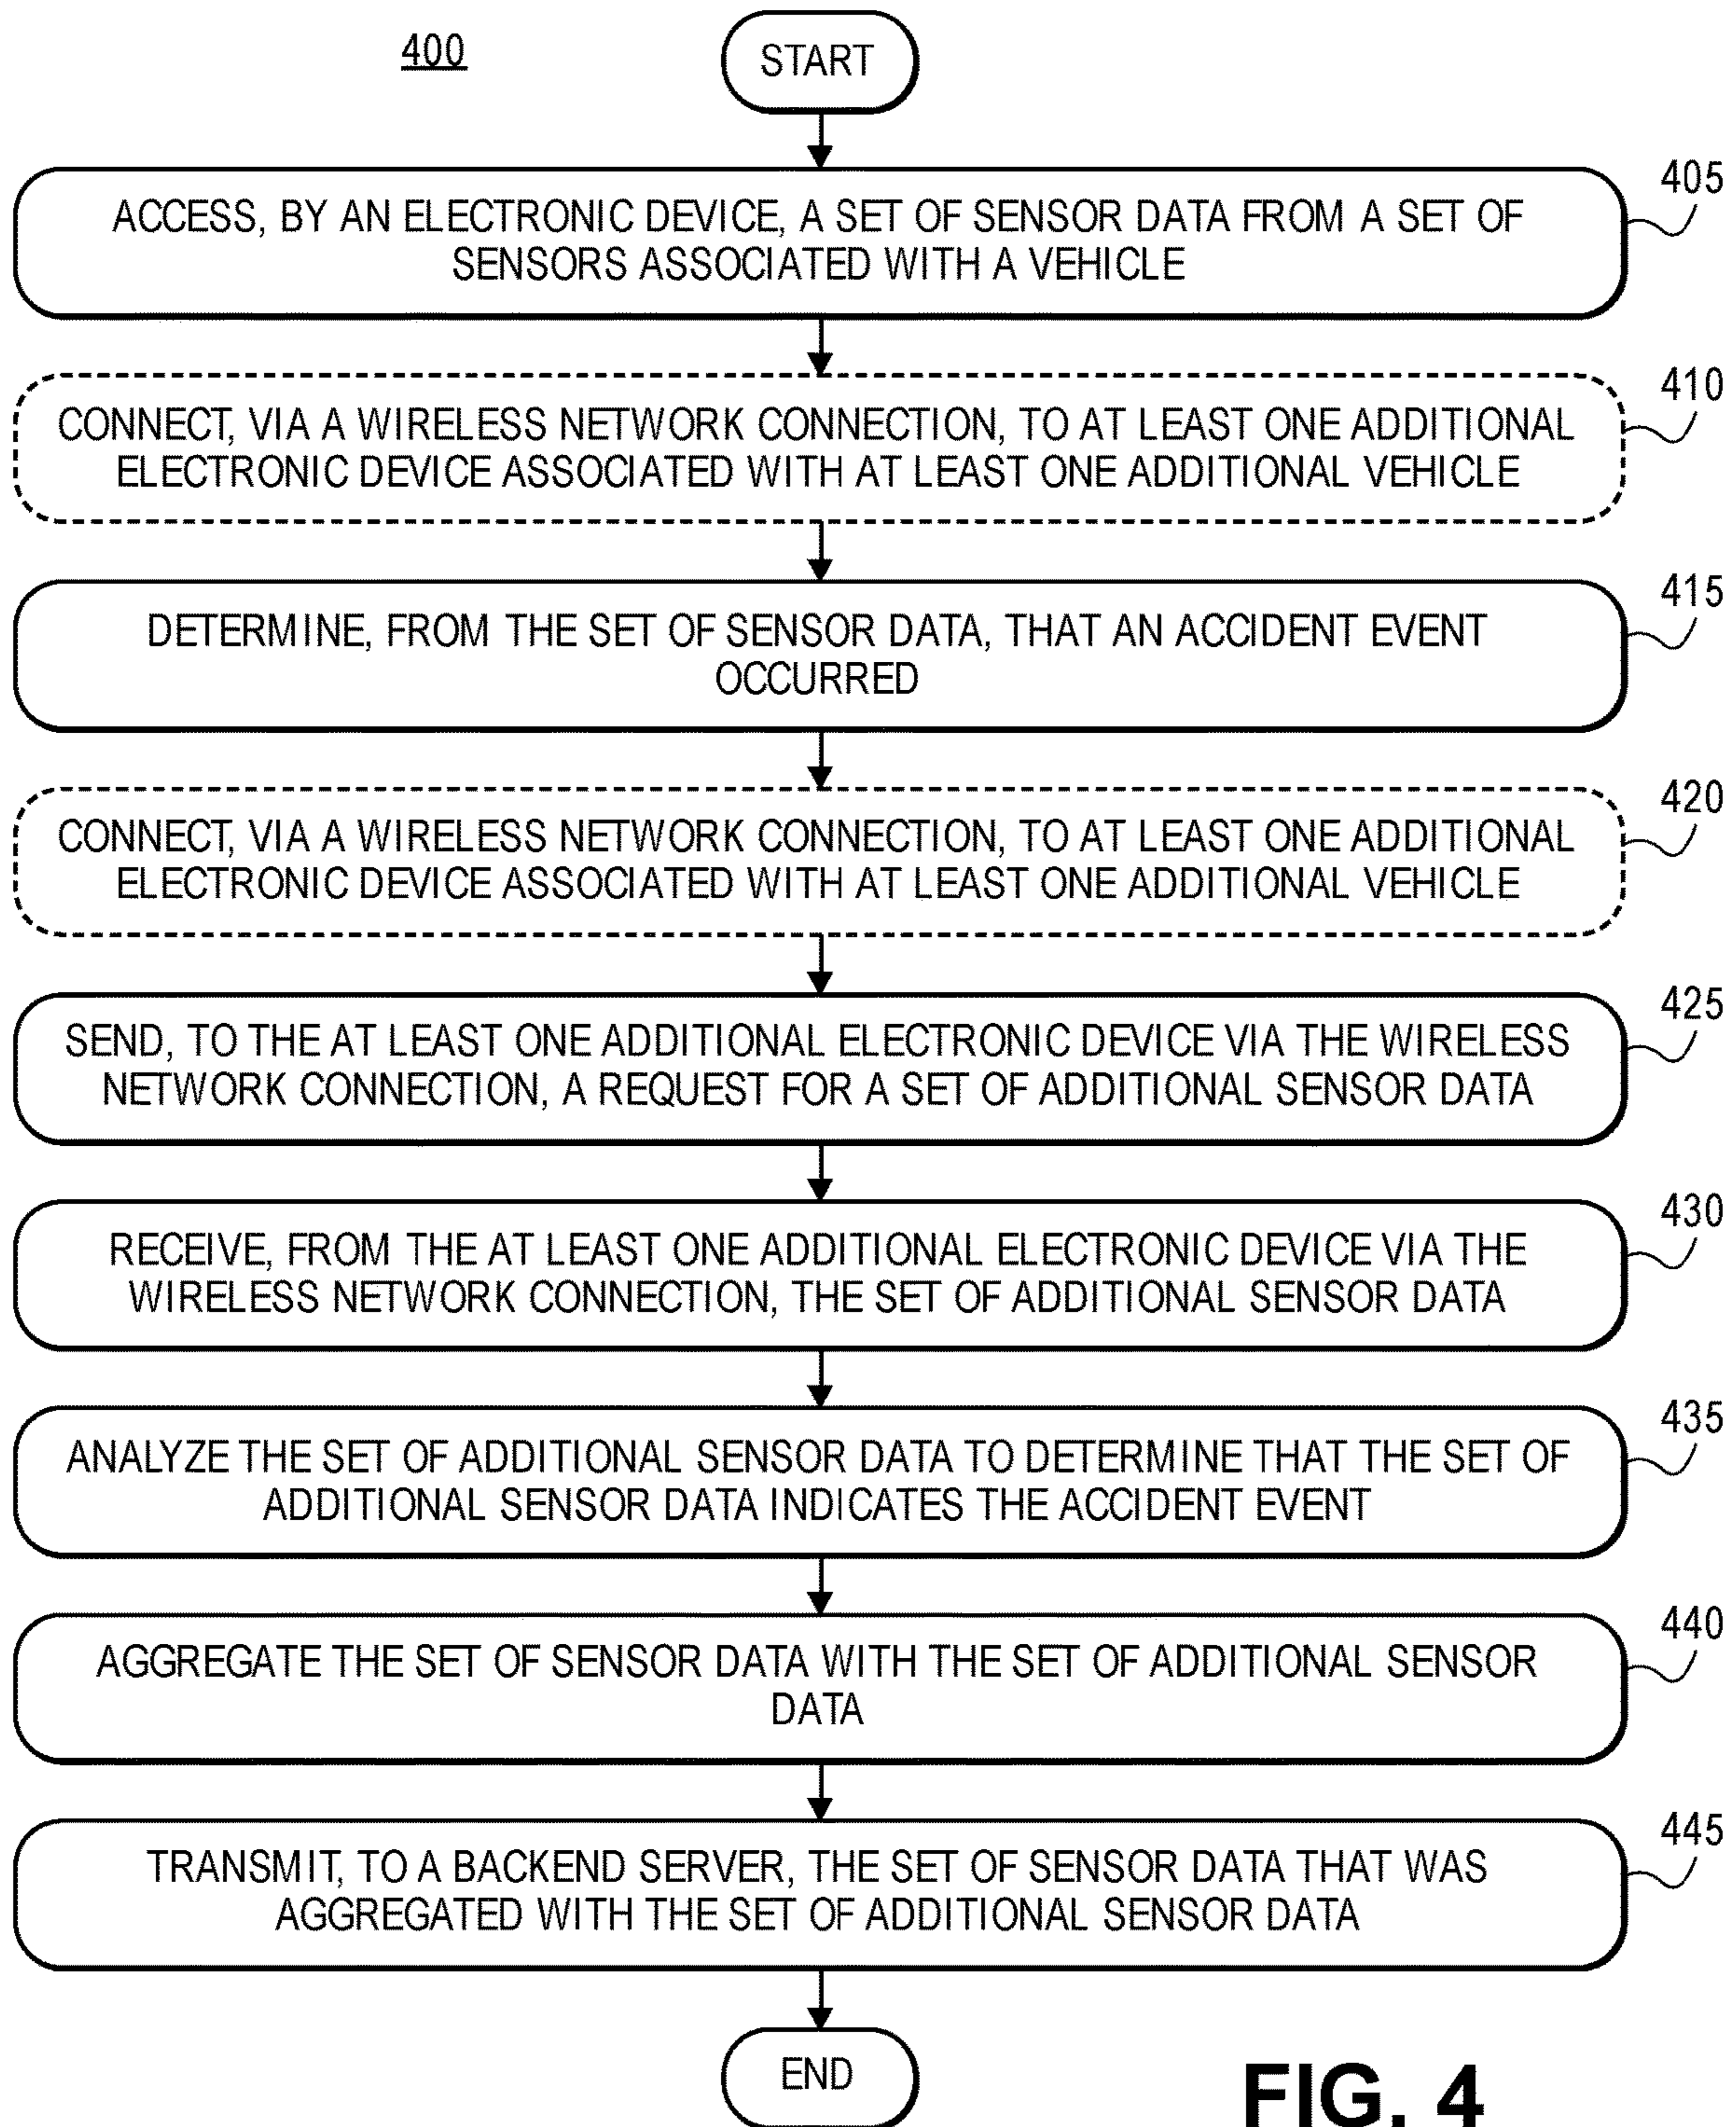 400
START
405
ACCESS, BY AN ELECTRONIC DEVICE, A SET OF SENSOR DATA FROM A SET OF
SENSORS ASSOCIATED WITH A VEHICLE
410
CONNECT, VIA A WIRELESS NETWORK CONNECTION, TO AT LEAST ONE ADDITIONAL
ELECTRONIC DEVICE ASSOCIATED WITH AT LEAST ONE ADDITIONAL VEHICLE
415
DETERMINE, FROM THE SET OF SENSOR DATA, THAT AN ACCIDENT EVENT
OCCURRED
420
CONNECT, VIA A WIRELESS NETWORK CONNECTION, TO AT LEAST ONE ADDITIONAL
ELECTRONIC DEVICE ASSOCIATED WITH AT LEAST ONE ADDITIONAL VEHICLE
425
SEND, TO THE AT LEAST ONE ADDITIONAL ELECTRONIC DEVICE VIA THE WIRELESS
NETWORK CONNECTION, A REQUEST FOR A SET OF ADDITIONAL SENSOR DATA
430
RECEIVE, FROM THE AT LEAST ONE ADDITIONAL ELECTRONIC DEVICE VIA THE
WIRELESS NETWORK CONNECTION, THE SET OF ADDITIONAL SENSOR DATA
435
ANALYZE THE SET OF ADDITIONAL SENSOR DATA TO DETERMINE THAT THE SET OF
ADDITIONAL SENSOR DATA INDICATES THE ACCIDENT EVENT
440
AGGREGATE THE SET OF SENSOR DATA WITH THE SET OF ADDITIONAL SENSOR
DATA
445
TRANSMIT, TO A BACKEND SERVER, THE SET OF SENSOR DATA THAT WAS
AGGREGATED WITH THE SET OF ADDITIONAL SENSOR DATA
END
FIG. 4